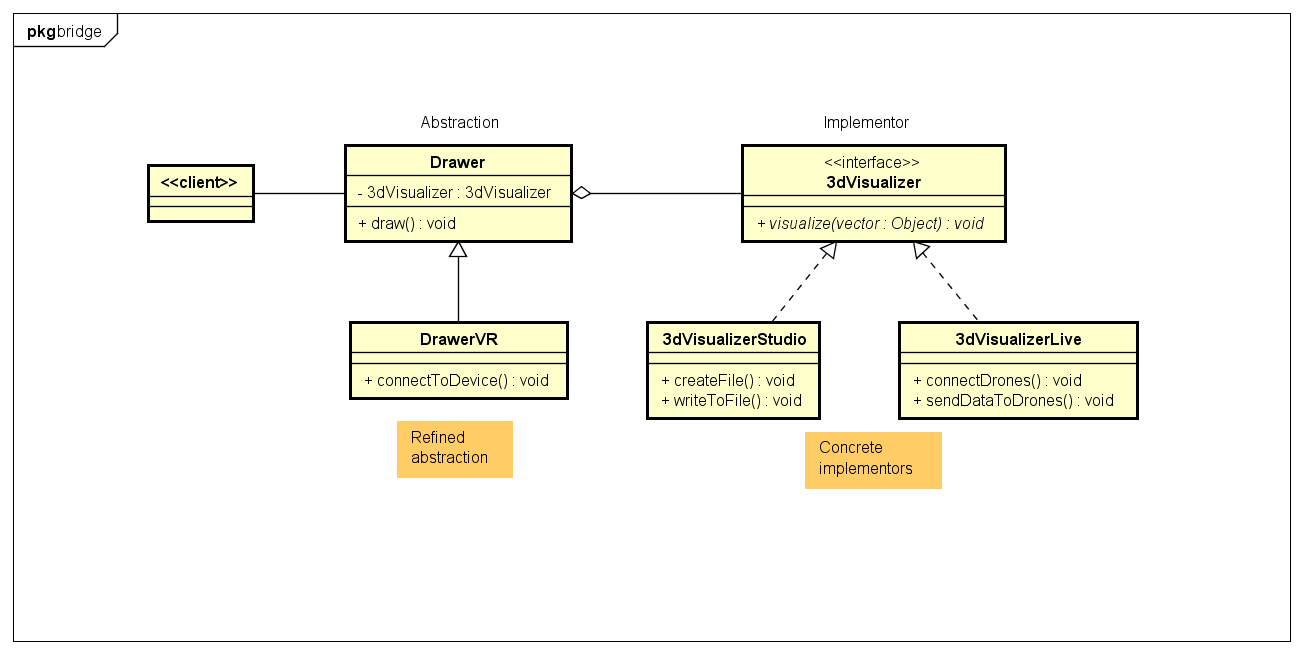 pkg bridge
Abstraction
Implementor
<<client>>
Drawer
- 3dVisualizer : 3dVisualizer
+ draw() : void
<<interface>>
3dVisualizer
+ visualize(vector : Object) : void
DrawerVR
+ connectToDevice() : void
3dVisualizerStudio
+ createFile() : void
+ writeToFile() : void
3dVisualizerLive
+ connectDrones() : void
+ sendDataToDrones() : void
Refined
abstraction
Concrete
implementors